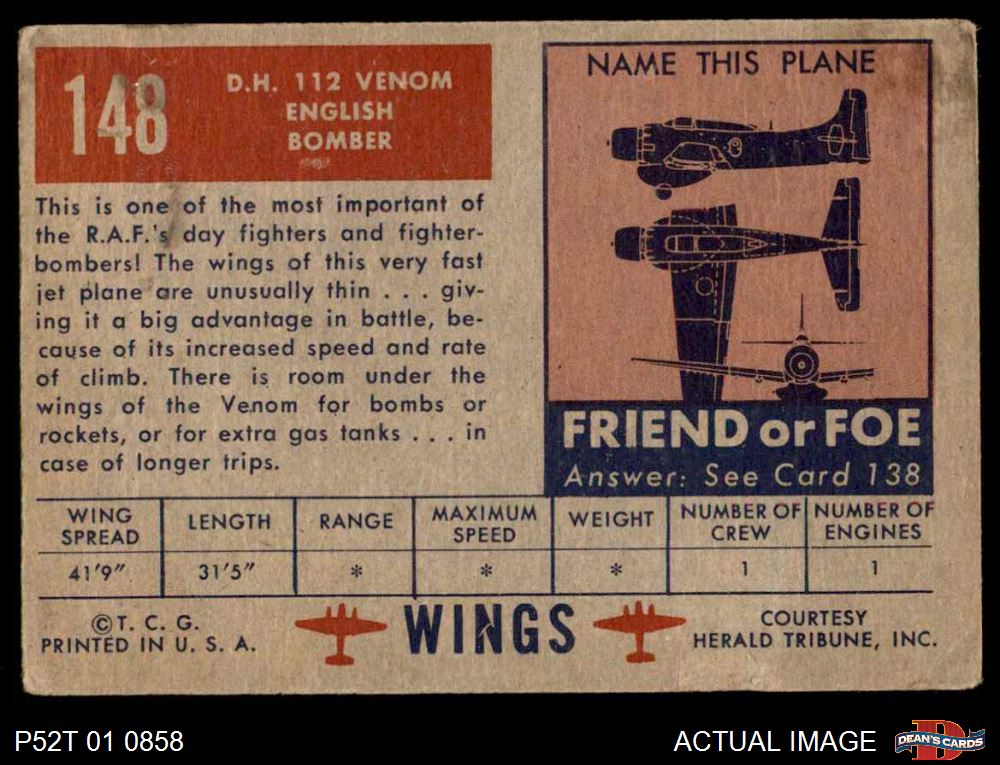 148
D.H. 112 VENOM
ENGLISH
BOMBER
This is one of the most important of
the R.A.F.'s day fighters and fighter-
bombers! The wings of this very fast
jet plane are unusually thin . . . giv-
ing it a big advantage in battle, be-
cause of its increased speed and rate
of climb. There is room under the
wings of the Venom for bombs or
rockets, or for extra gas tanks . . . in
case of longer trips.
NAME THIS PLANE
FRIEND or FOE
Answer: See Card 138
WING SPREAD LENGTH RANGE MAXIMUM SPEED WEIGHT NUMBER OF CREW NUMBER OF ENGINES
41'9" 31'5" * * * 1 1
©T. C. G.
PRINTED IN U. S. A.
WINGS
COURTESY
HERALD TRIBUNE, INC.
P52T 01 0858
ACTUAL IMAGE
DEAN'S CARDS